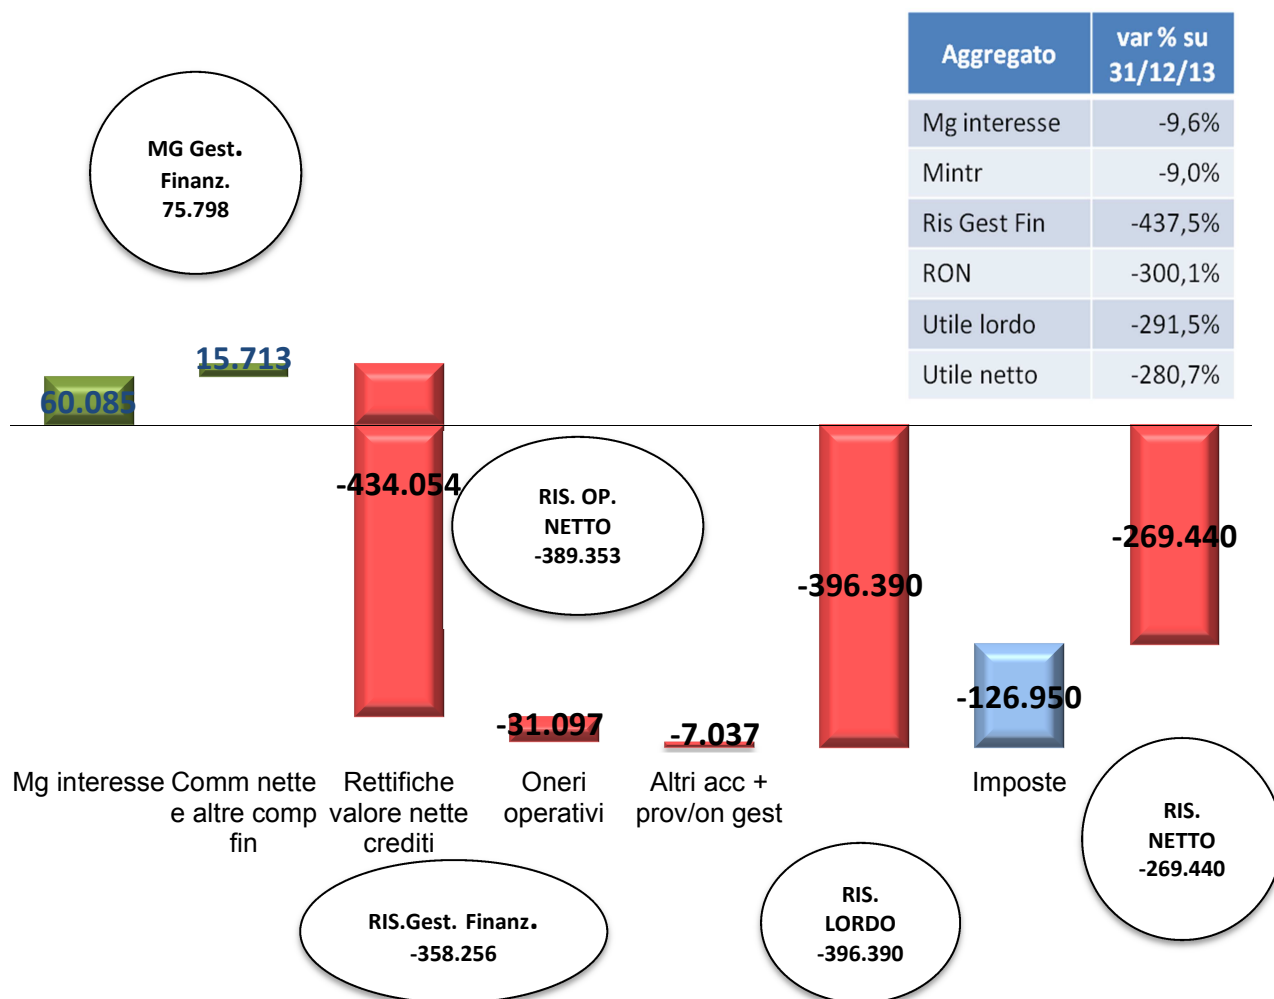 Aggregato
var % su
31/12/13
Mg interesse
-9,6%
Mintr
-9,0%
Ris Gest Fin
-437,5%
RON
-300,1%
Utile lordo
-291,5%
Utile netto
-280,7%
MG Gest.
Finanz.
75.798
15.713
60.085
-434.054
RIS. OP.
NETTO
-389.353
-269.440
-396.390
-126.950
-31.097
-7.037
Mg interesse
Comm nette
e altre comp
fin
Rettifiche
valore nette
crediti
Oneri
operativi
Altri acc +
prov/on gest
Imposte
RIS.
NETTO
-269.440
RIS.Gest. Finanz.
-358.256
RIS.
LORDO
-396.390